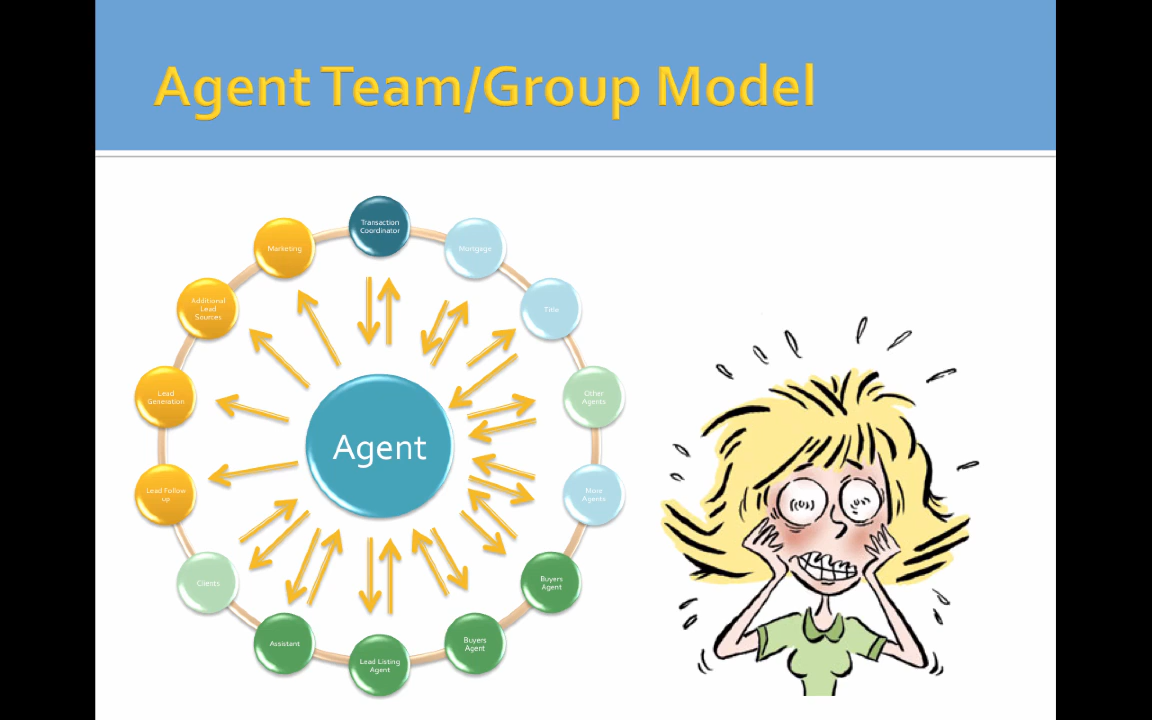 Agent Team/Group Model
Transaction
Coordinator
Mortgage
Title
Other
Agents
More
Agents
Buyers
Agent
Buyers
Agent
Lead Listing
Agent
Assistant
Clients
Lead Follow
up
Lead
Generation
Additional
Lead
Sources
Marketing
Agent